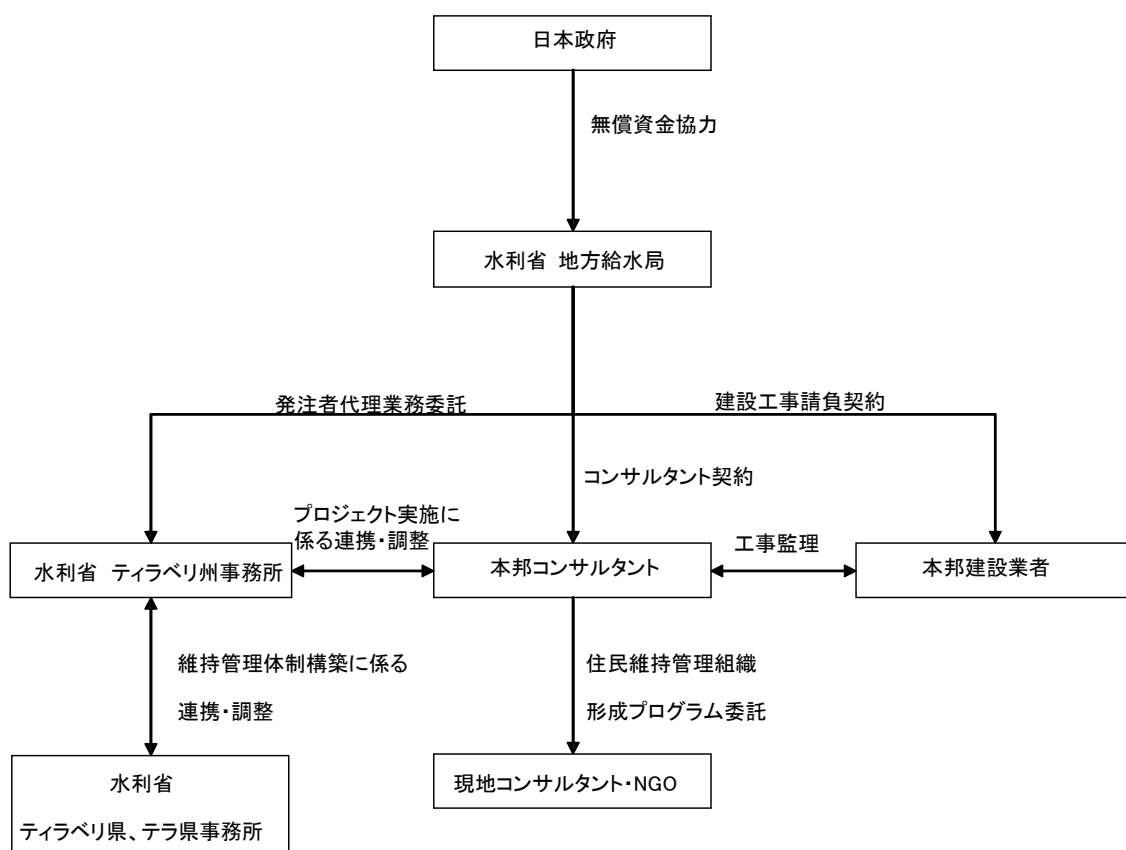 日本政府
無償資金協力
水利省 地方給水局
発注者代理業務委託
建設工事請負契約
コンサルタント契約
プロジェクト実施に
係る連携・調整
工事監理
水利省 ティラベリ州事務所
本邦コンサルタント
本邦建設業者
維持管理体制構築に係る
連携・調整
住民維持管理組織
形成プログラム委託
水利省
ティラベリ県、テラ県事務所
現地コンサルタント・NGO